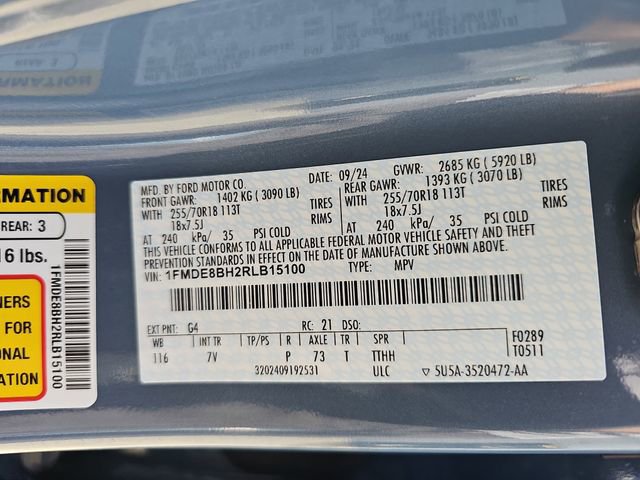 REAR: 3
RMATION
REAR: 3
16 lbs.
NERS
FOR
ONAL
1FMDE8BH2RLB15100
MFD. BY FORD MOTOR CO. DATE: 09/24 GVWR: 2685 KG ( 5920 LB)
FRONT GAWR: 1402 KG ( 3090 LB) REAR GAWR: 1393 KG ( 3070 LB)
WITH 255/70R18 113T TIRES WITH 255/70R18 113T TIRES
18x7.5J RIMS 18x7.5J RIMS
AT 240 kPa/ 35 PSI COLD AT 240 kPa/ 35 PSI COLD
THIS VEHICLE CONFORMS TO ALL APPLICABLE FEDERAL MOTOR VEHICLE SAFETY AND THEFT
PREVENTION STANDARDS IN EFFECT ON THE DATE OF MANUFACTURE SHOWN ABOVE.
VIN: 1FMDE8BH2RLB15100 TYPE: MPV
EXT PNT: G4 RC: 21 DSO:
WB INT TR TP/PS R AXLE TR SPR F0289
116 7V P 73 T TTHH T0511
3202409192531 ULC 5U5A-3520472-AA